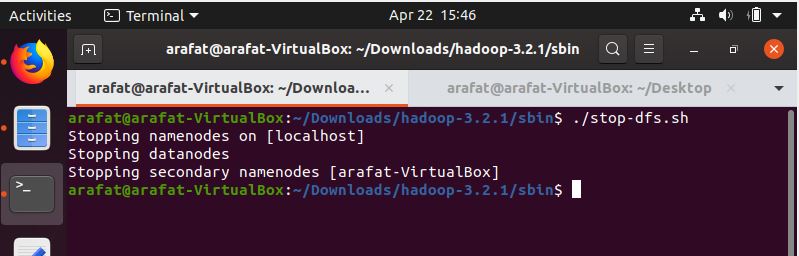 Activities Terminal Apr 22 15:46
arafat@arafat-VirtualBox: ~/Downloads/hadoop-3.2.1/sbin
arafat@arafat-VirtualBox: ~/Downloa... arafat@arafat-VirtualBox: ~/Desktop
arafat@arafat-VirtualBox:~/Downloads/hadoop-3.2.1/sbin$ ./stop-dfs.sh
Stopping namenodes on [localhost]
Stopping datanodes
Stopping secondary namenodes [arafat-VirtualBox]
arafat@arafat-VirtualBox:~/Downloads/hadoop-3.2.1/sbin$